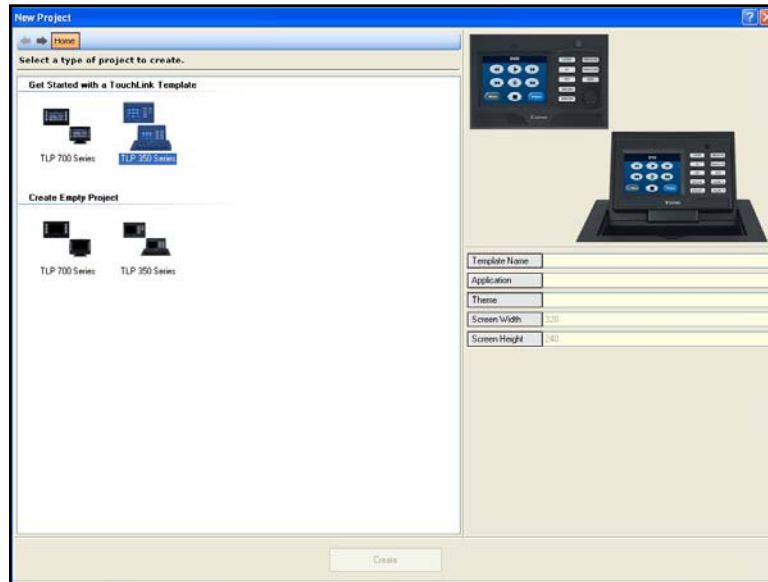 New Project
Home
Select a type of project to create.
Get Started with a TouchLink Template
TLP 700 Series
TLP 350 Series
Create Empty Project
TLP 700 Series
TLP 350 Series
Template Name
Application
Theme
Screen Width 320
Screen Height 240
Create